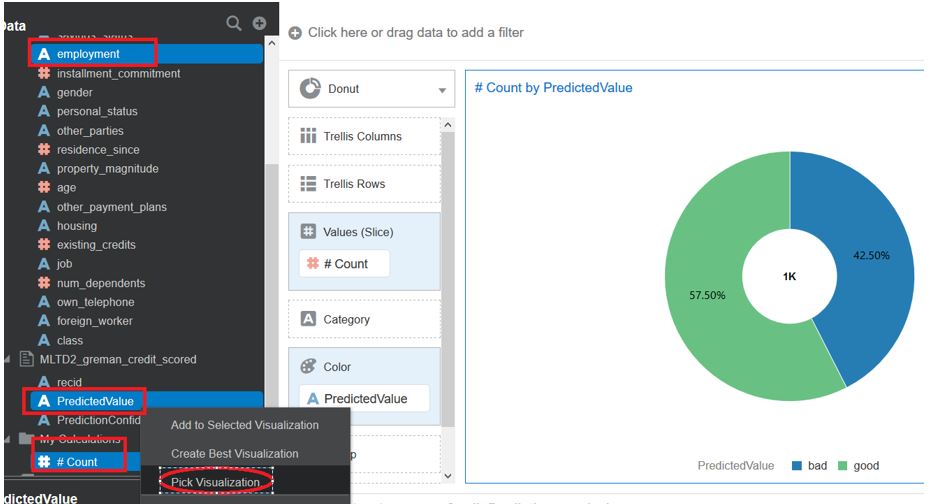 Data
employment
installment_commitment
gender
personal_status
other_parties
residence_since
property_magnitude
age
other_payment_plans
housing
existing_credits
job
num_dependents
own_telephone
foreign_worker
class
MLTD2_greman_credit_scored
recid
PredictedValue
PredictionConfid
My Calculations
# Count
dictedValue
Add to Selected Visualization
Create Best Visualization
Pick Visualization
Click here or drag data to add a filter
Donut
Trellis Columns
Trellis Rows
Values (Slice)
# Count
Category
Color
PredictedValue
# Count by PredictedValue
42.50%
1K
57.50%
PredictedValue bad good